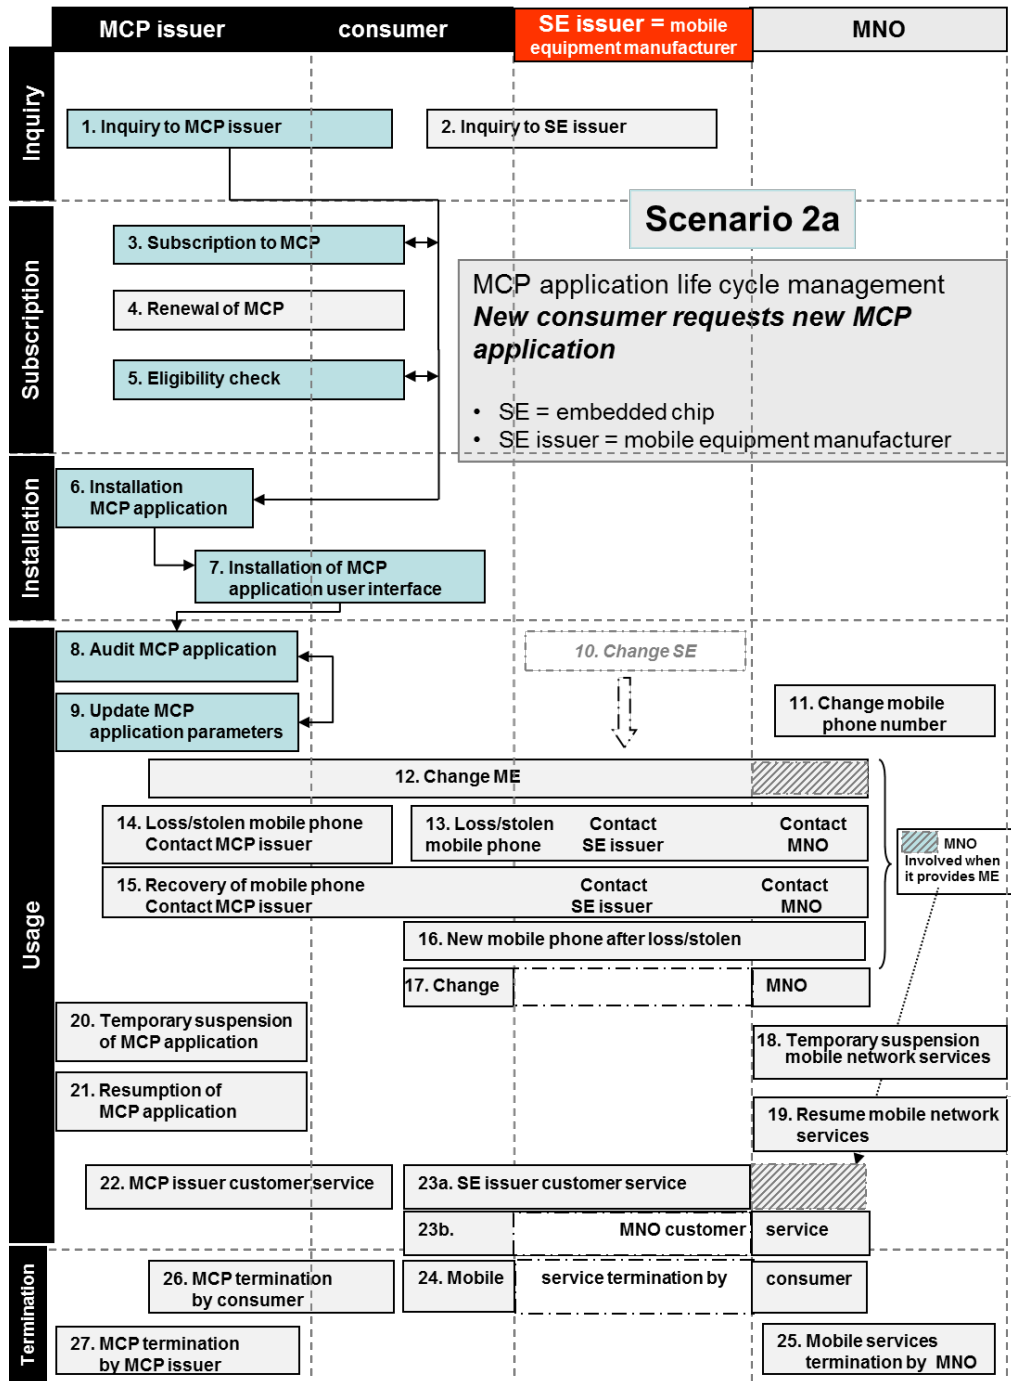 MCP issuer
consumer
SE issuer = mobile
equipment manufacturer
MNO
Inquiry
1. Inquiry to MCP issuer
2. Inquiry to SE issuer
Scenario 2a
Subscription
3. Subscription to MCP
4. Renewal of MCP
5. Eligibility check
MCP application life cycle management
New consumer requests new MCP
application
• SE = embedded chip
• SE issuer = mobile equipment manufacturer
Installation
6. Installation
MCP application
7. Installation of MCP
application user interface
Usage
8. Audit MCP application
9. Update MCP
application parameters
10. Change SE
11. Change mobile
phone number
12. Change ME
14. Loss/stolen mobile phone
Contact MCP issuer
13. Loss/stolen
mobile phone
Contact
SE issuer
Contact
MNO
MNO
Involved when
it provides ME
15. Recovery of mobile phone
Contact MCP issuer
Contact
SE issuer
Contact
MNO
16. New mobile phone after loss/stolen
17. Change
MNO
20. Temporary suspension
of MCP application
18. Temporary suspension
mobile network services
21. Resumption of
MCP application
19. Resume mobile network
services
22. MCP issuer customer service
23a. SE issuer customer service
23b.
MNO customer
service
Termination
26. MCP termination
by consumer
24. Mobile
service termination by
consumer
27. MCP termination
by MCP issuer
25. Mobile services
termination by MNO